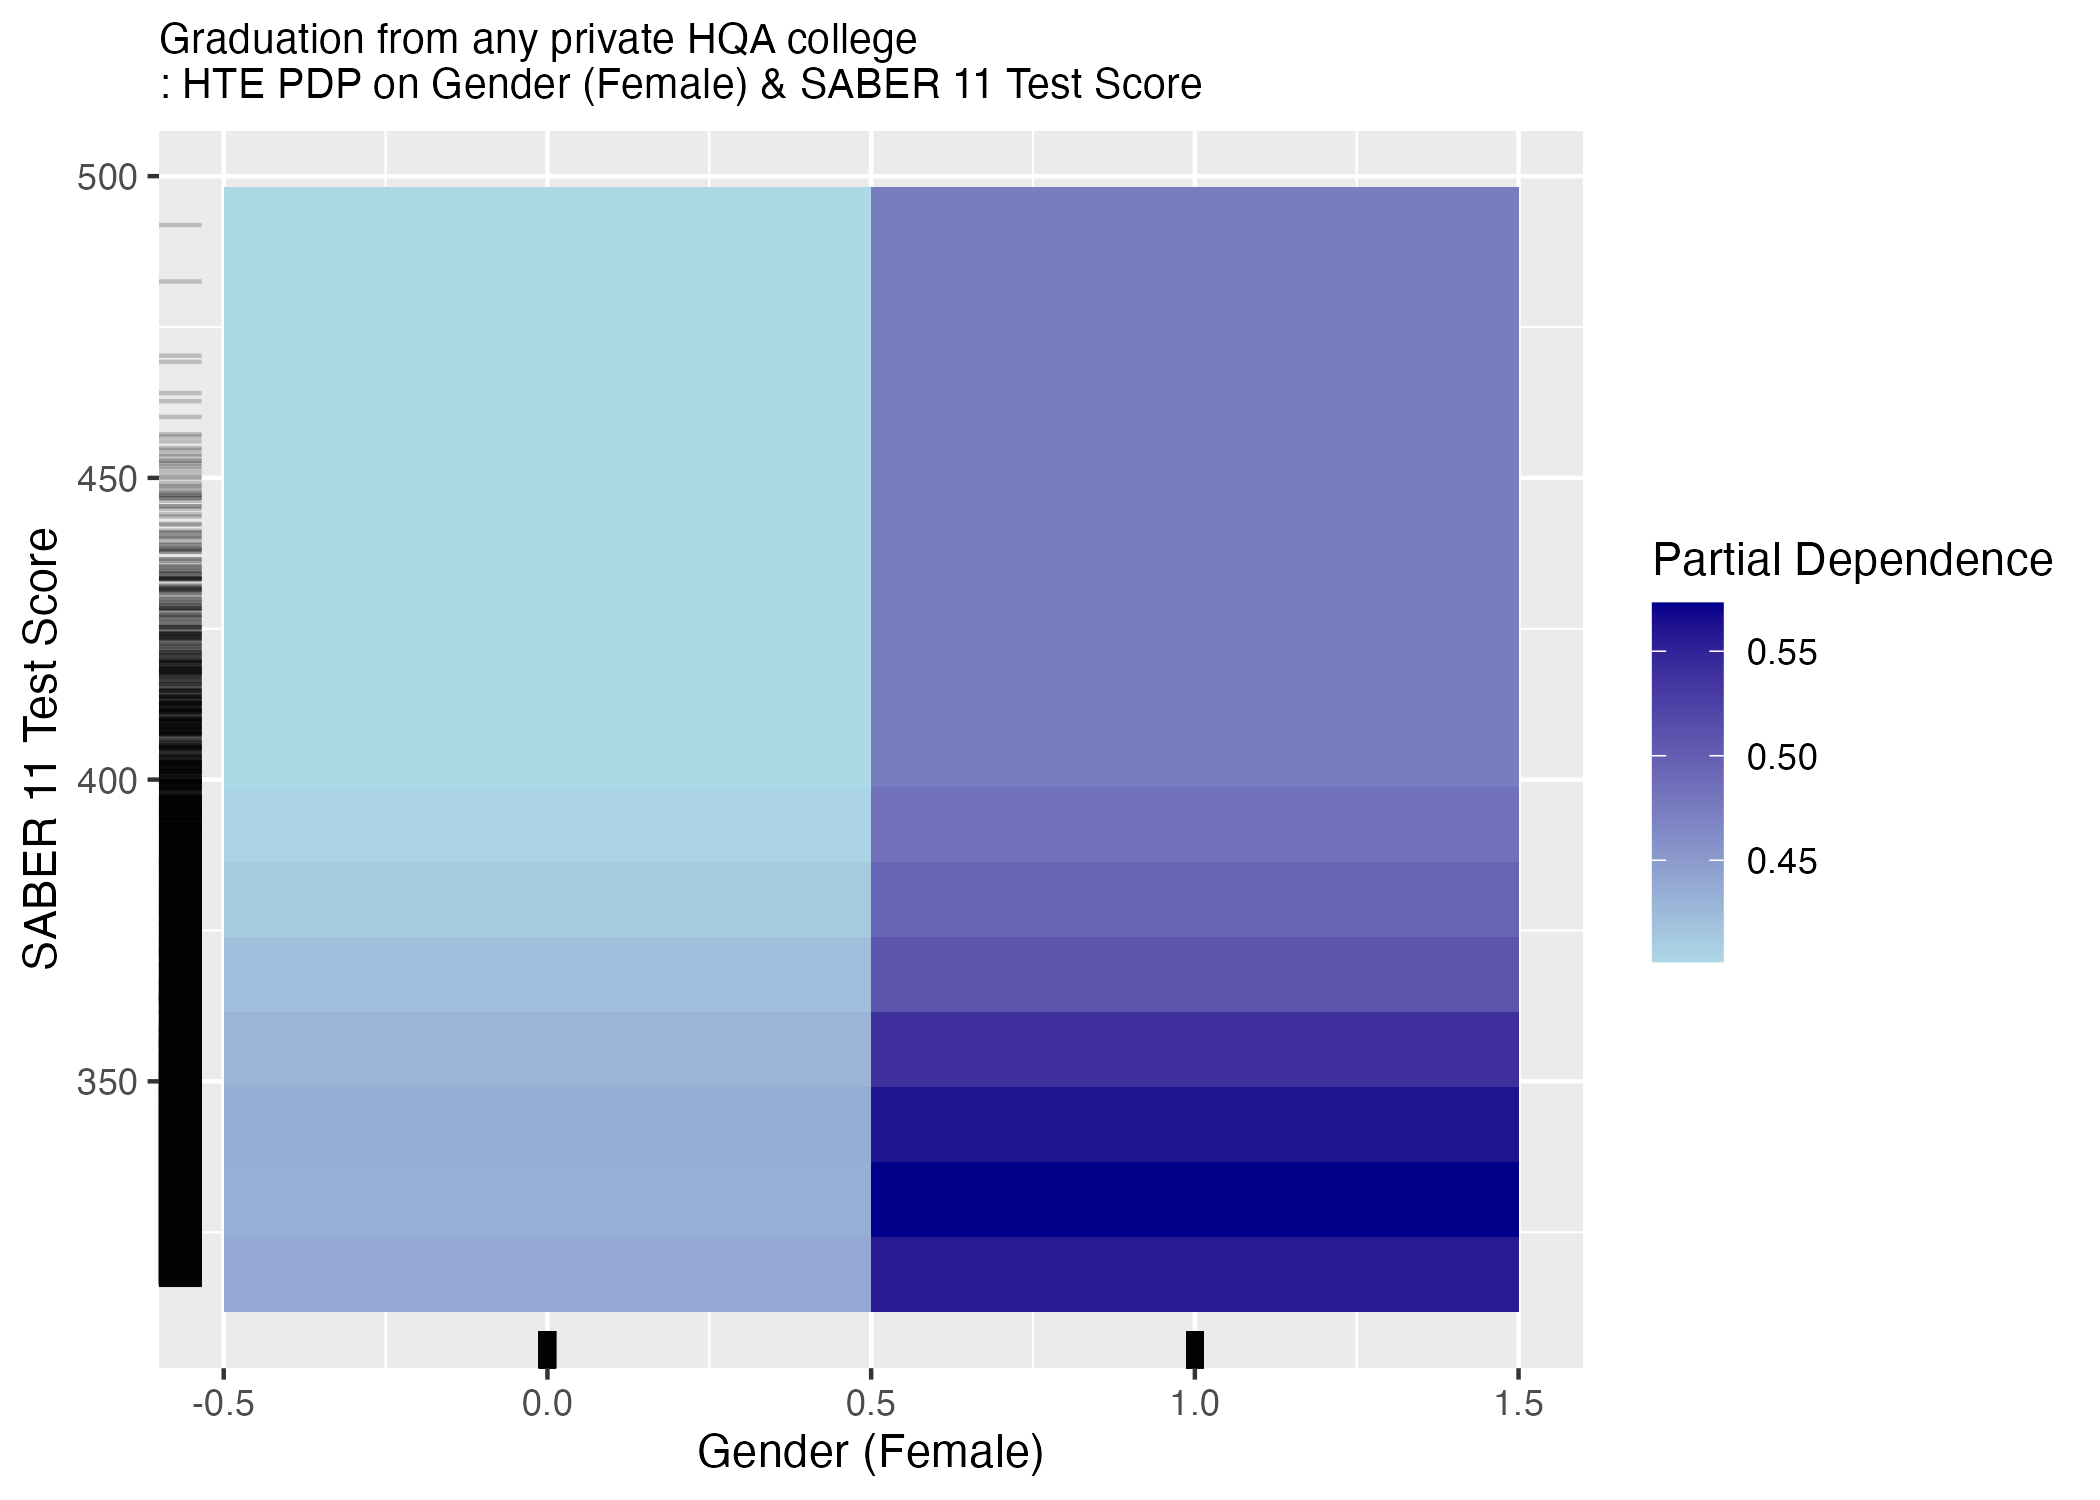 Graduation from any private HQA college
: HTE PDP on Gender (Female) & SABER 11 Test Score
500
450
400
350
SABER 11 Test Score
-0.5
0.0
0.5
1.0
1.5
Gender (Female)
Partial Dependence
0.55
0.50
0.45